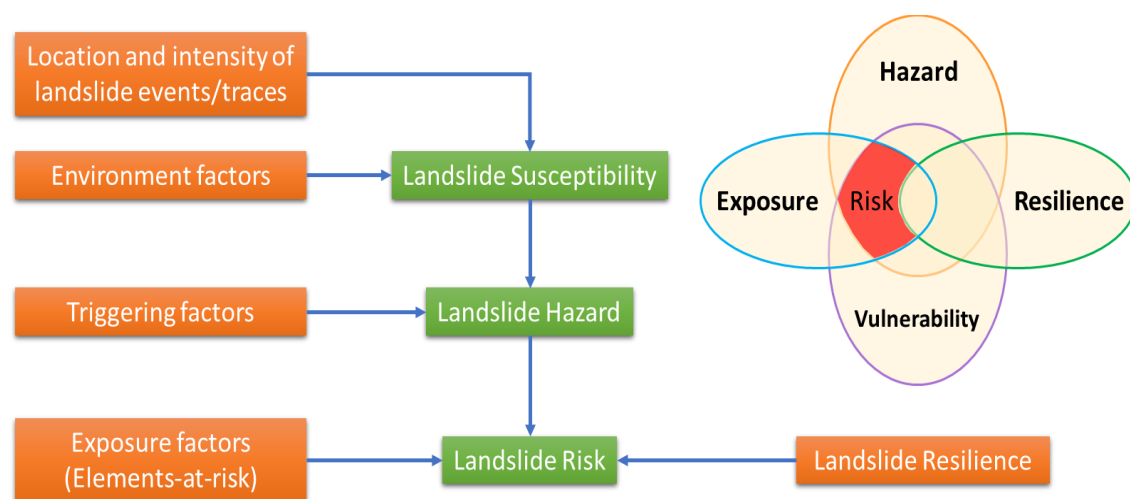 Location and intensity of
landslide events/traces
Environment factors
Landslide Susceptibility
Triggering factors
Landslide Hazard
Exposure factors
(Elements-at-risk)
Landslide Risk
Landslide Resilience
Hazard
Exposure
Risk
Resilience
Vulnerability